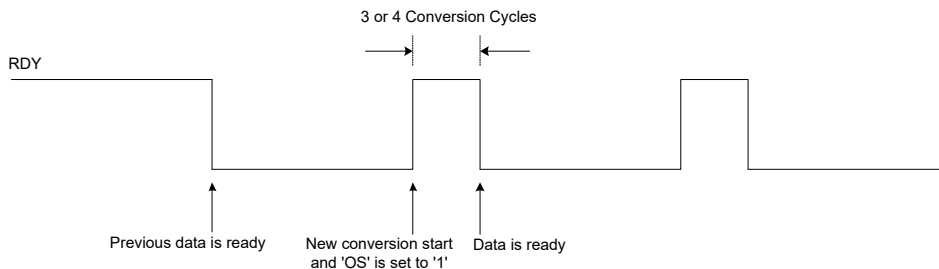 3 or 4 Conversion Cycles
RDY
Previous data is ready
New conversion start
and 'OS' is set to '1'
Data is ready